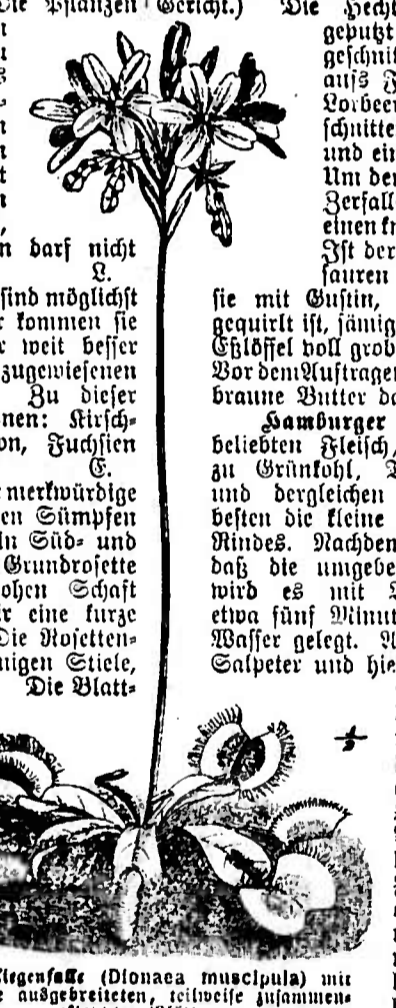 Die Pflanzen
n darf nicht
L.
sind möglichst
r kommen sie
r weit besser
zugewiesenen
Zu dieser
nen: Kirsch-
on, Fuchsien
E.
merkwürdige
en Sümpfen
In Süd- und
Grundrosette
ohen Schaft
ir eine kurze
Die Rosetten-
nigen Stiele,
Die Blatt-
Gericht.) Die Hecht
geputzt
geschnit
aufs F
Lorbeer
schnitte
und ein
Um der
Zerfall
einen kr
Ist der
sauren
sie mit Gustin,
gequirlt ist, sämig
Eßlöffel voll grob
Vor dem Auftragen
braune Butter da
Hamburger
beliebten Fleisch,
zu Grünkohl,
und dergleichen
besten die kleine
Rindes. Nachdem
daß die umgebe
wird es mit
etwa fünf Minut
Wasser gelegt.
Salpeter und hie
liegenfalle (Dionaea muscipula) mit
ausgebreiteten, teilweise zusammen